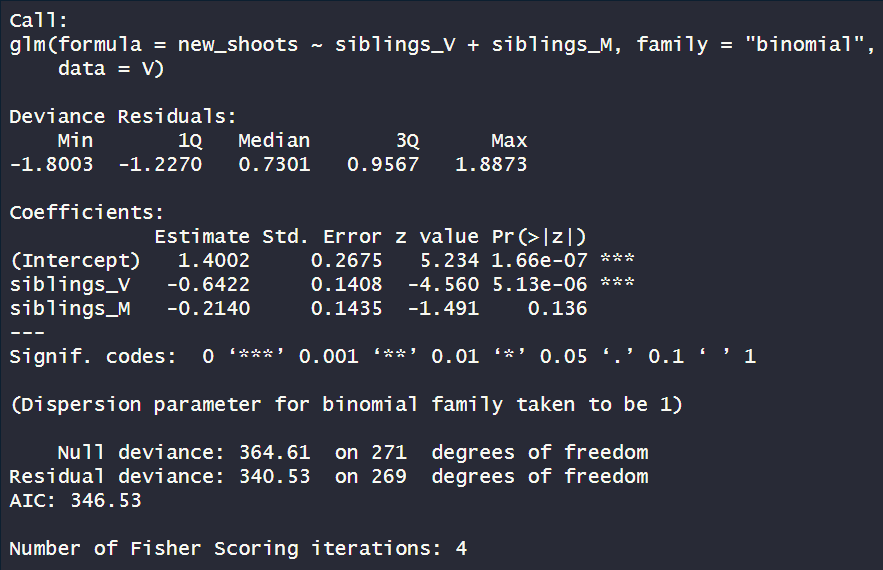 Call:
glm(formula = new_shoots ~ siblings_V + siblings_M, family = "binomial",
    data = V)
Deviance Residuals:
    Min       1Q   Median       3Q      Max
-1.8003  -1.2270   0.7301   0.9567   1.8873
Coefficients:
            Estimate Std. Error z value Pr(>|z|)
(Intercept)   1.4002     0.2675   5.234 1.66e-07 ***
siblings_V   -0.6422     0.1408  -4.560 5.13e-06 ***
siblings_M   -0.2140     0.1435  -1.491    0.136
---
Signif. codes:  0 ‘***’ 0.001 ‘**’ 0.01 ‘*’ 0.05 ‘.’ 0.1 ‘ ’ 1
(Dispersion parameter for binomial family taken to be 1)
    Null deviance: 364.61  on 271  degrees of freedom
Residual deviance: 340.53  on 269  degrees of freedom
AIC: 346.53
Number of Fisher Scoring iterations: 4